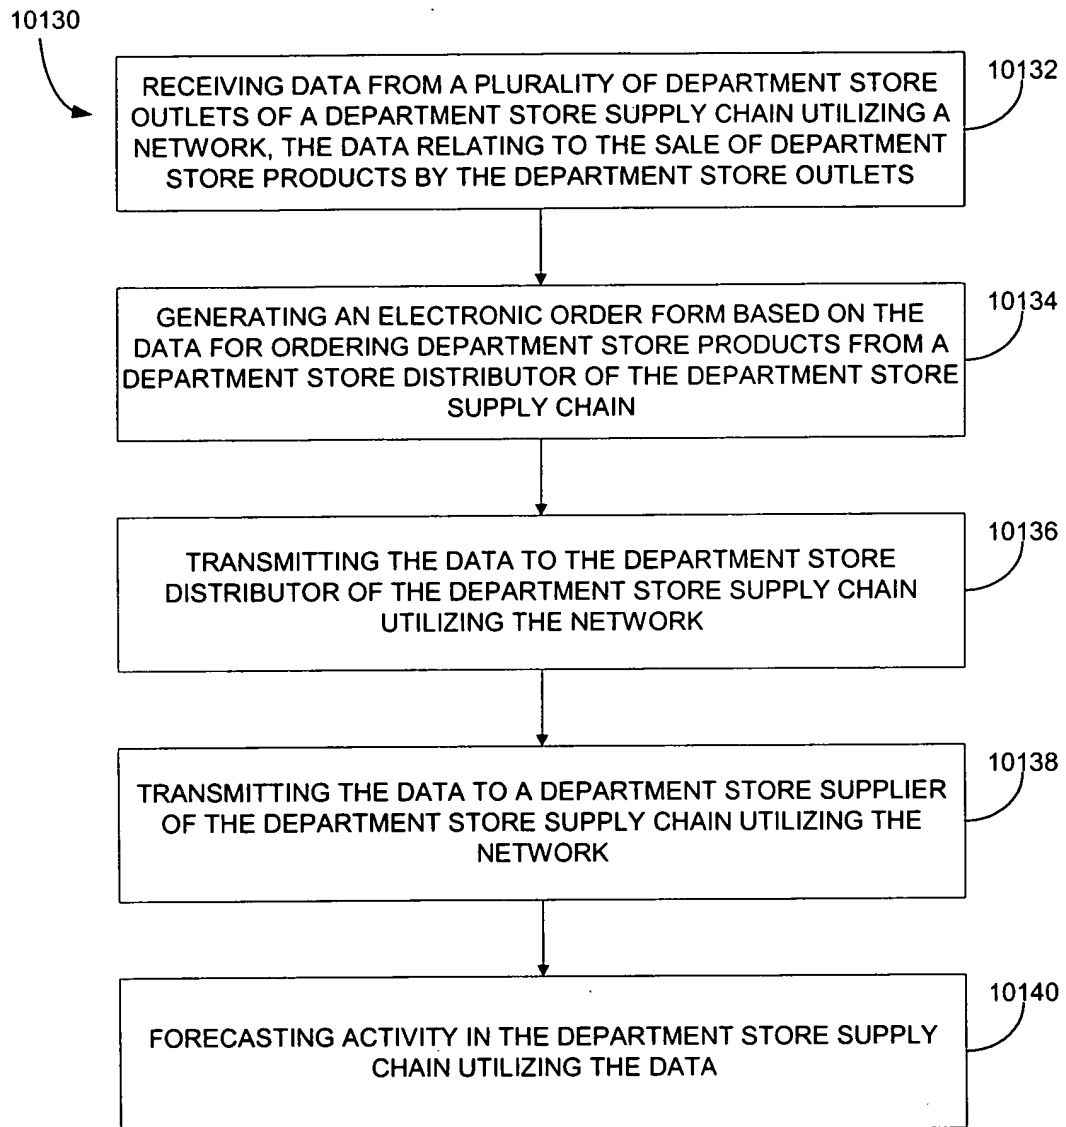 10130
RECEIVING DATA FROM A PLURALITY OF DEPARTMENT STORE
OUTLETS OF A DEPARTMENT STORE SUPPLY CHAIN UTILIZING A
NETWORK, THE DATA RELATING TO THE SALE OF DEPARTMENT
STORE PRODUCTS BY THE DEPARTMENT STORE OUTLETS
10132
GENERATING AN ELECTRONIC ORDER FORM BASED ON THE
DATA FOR ORDERING DEPARTMENT STORE PRODUCTS FROM A
DEPARTMENT STORE DISTRIBUTOR OF THE DEPARTMENT STORE
SUPPLY CHAIN
10134
TRANSMITTING THE DATA TO THE DEPARTMENT STORE
DISTRIBUTOR OF THE DEPARTMENT STORE SUPPLY CHAIN
UTILIZING THE NETWORK
10136
TRANSMITTING THE DATA TO A DEPARTMENT STORE SUPPLIER
OF THE DEPARTMENT STORE SUPPLY CHAIN UTILIZING THE
NETWORK
10138
FORECASTING ACTIVITY IN THE DEPARTMENT STORE SUPPLY
CHAIN UTILIZING THE DATA
10140